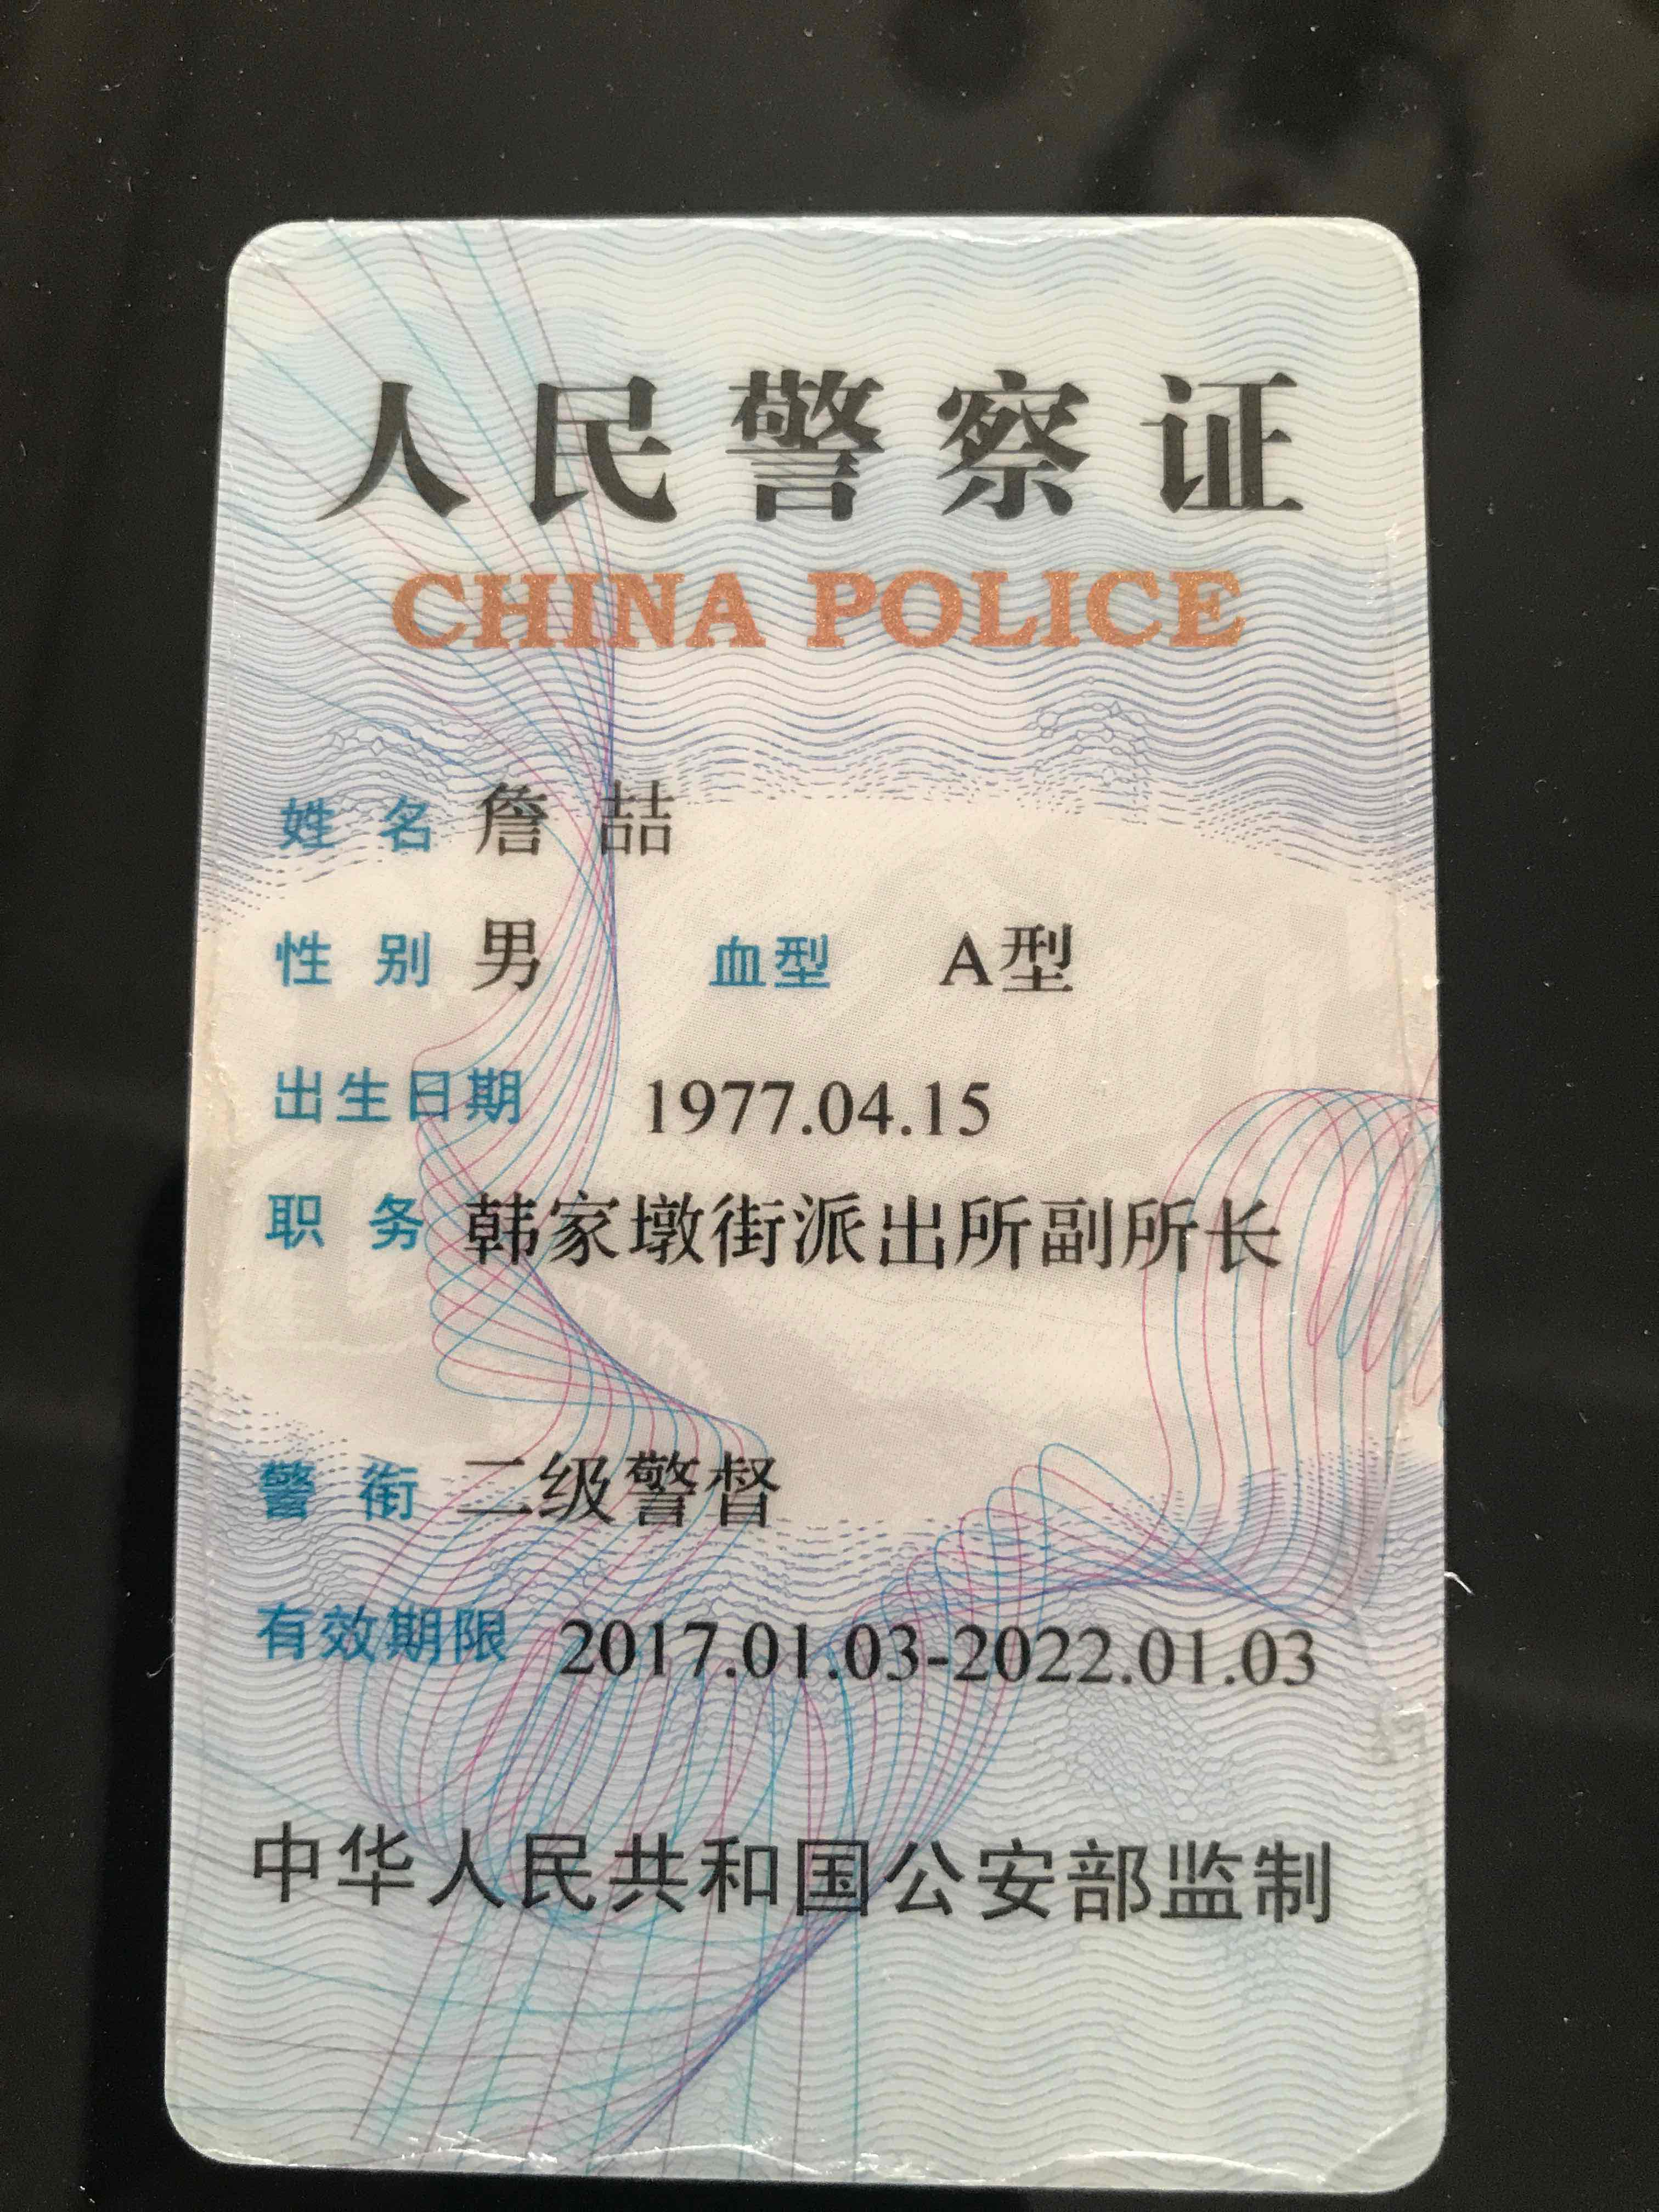 人民警察证
CHINA POLICE
姓名 詹喆
性别 男 血型 A型
出生日期 1977.04.15
职务 韩家墩街派出所副所长
警衔 二级警督
有效期限 2017.01.03-2022.01.03
中华人民共和国公安部监制